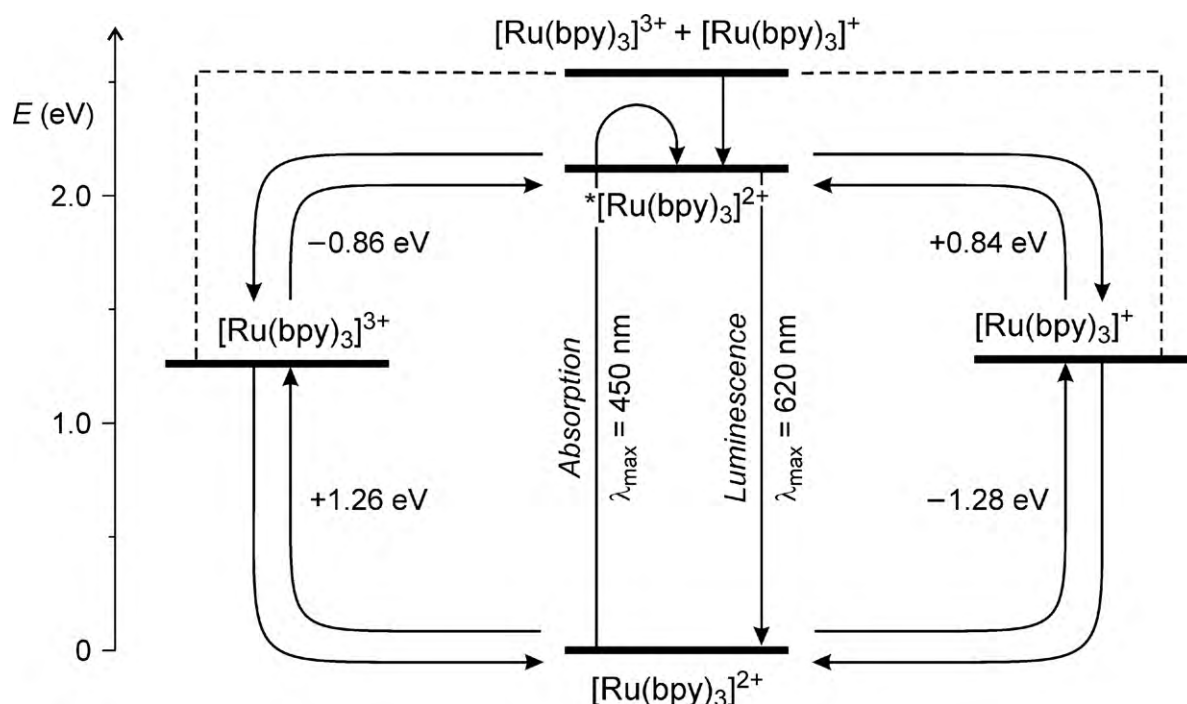 [Ru(bpy)₃]³⁺ + [Ru(bpy)₃]⁺
E (eV)
2.0
*[Ru(bpy)₃]²⁺
−0.86 eV
+0.84 eV
[Ru(bpy)₃]³⁺
[Ru(bpy)₃]⁺
Absorption
λmax = 450 nm
Luminescence
λmax = 620 nm
1.0
+1.26 eV
−1.28 eV
0
[Ru(bpy)₃]²⁺